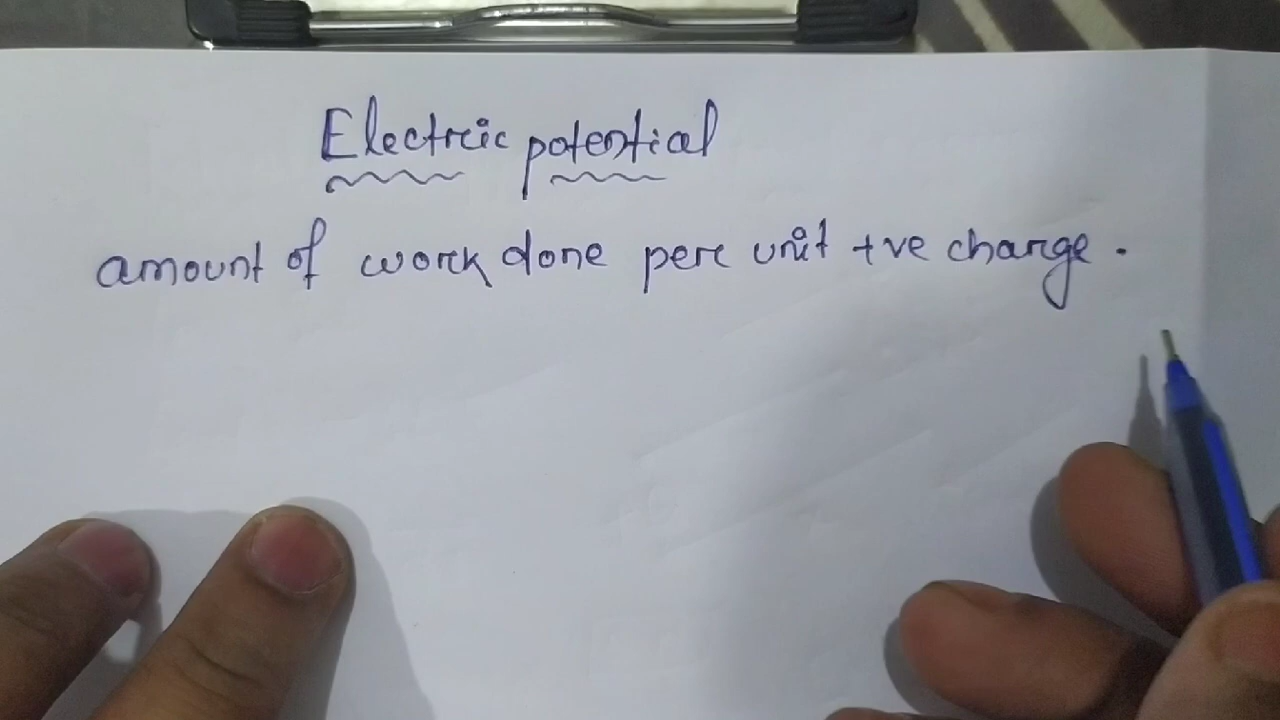 Electric potential
amount of work done per unit +ve charge.